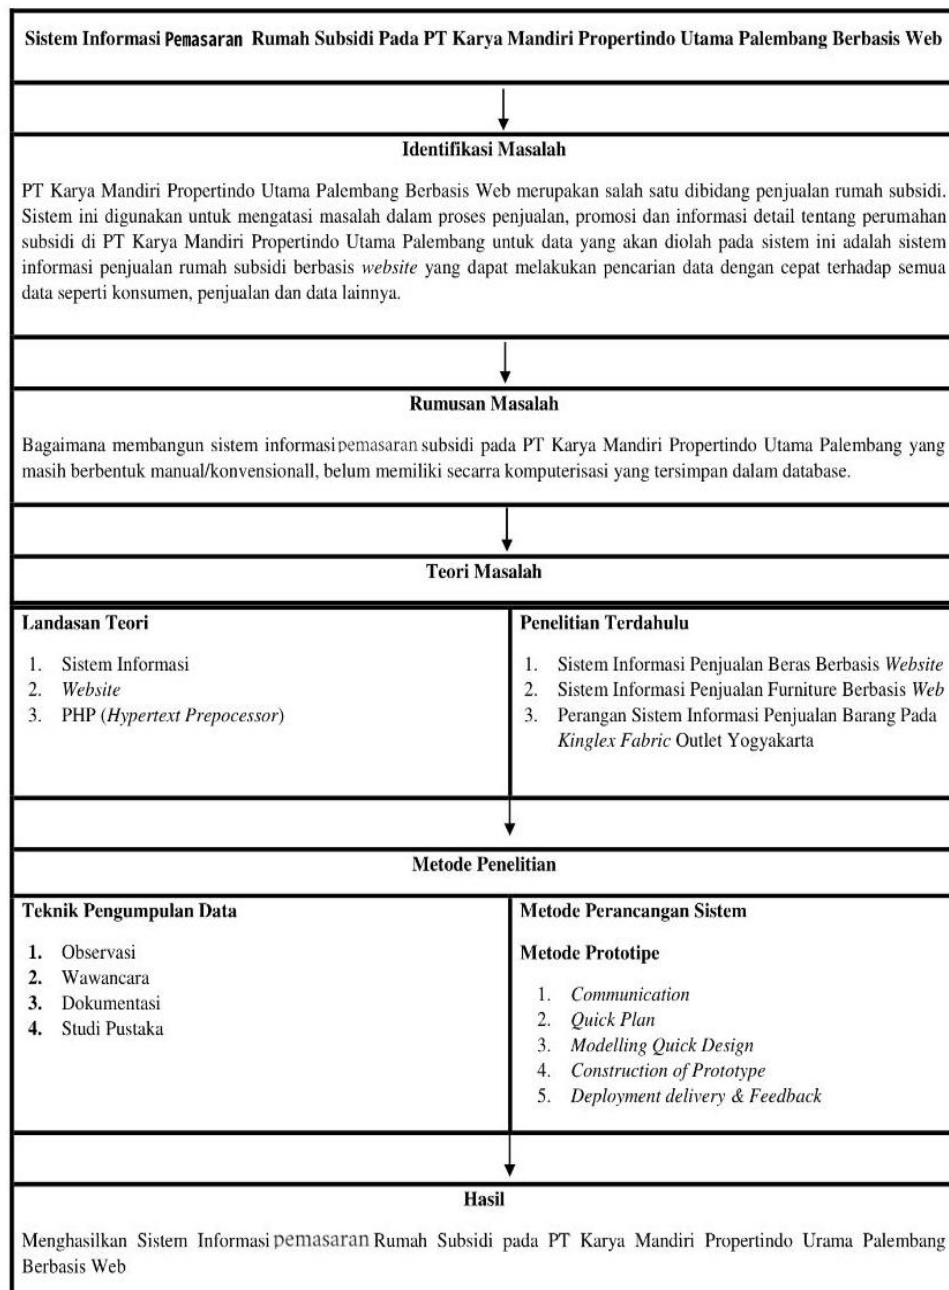 Sistem Informasi Pemasaran Rumah Subsidi Pada PT Karya Mandiri Propertindo Utama Palembang Berbasis Web
Identifikasi Masalah
PT Karya Mandiri Propertindo Utama Palembang Berbasis Web merupakan salah satu dibidang penjualan rumah subsidi.
Sistem ini digunakan untuk mengatasi masalah dalam proses penjualan, promosi dan informasi detail tentang perumahan
subsidi di PT Karya Mandiri Propertindo Utama Palembang untuk data yang akan diolah pada sistem ini adalah sistem
informasi penjualan rumah subsidi berbasis website yang dapat melakukan pencarian data dengan cepat terhadap semua
data seperti konsumen, penjualan dan data lainnya.
Rumusan Masalah
Bagaimana membangun sistem informasi pemasaran subsidi pada PT Karya Mandiri Propertindo Utama Palembang yang
masih berbentuk manual/konvensionall, belum memiliki secarra komputerisasi yang tersimpan dalam database.
Teori Masalah
Landasan Teori
1. Sistem Informasi
2. Website
3. PHP (Hypertext Prepocessor)
Penelitian Terdahulu
1. Sistem Informasi Penjualan Beras Berbasis Website
2. Sistem Informasi Penjualan Furniture Berbasis Web
3. Perangan Sistem Informasi Penjualan Barang Pada
Kinglex Fabric Outlet Yogyakarta
Metode Penelitian
Teknik Pengumpulan Data
1. Observasi
2. Wawancara
3. Dokumentasi
4. Studi Pustaka
Metode Perancangan Sistem
Metode Prototipe
1. Communication
2. Quick Plan
3. Modelling Quick Design
4. Construction of Prototype
5. Deployment delivery & Feedback
Hasil
Menghasilkan Sistem Informasi pemasaran Rumah Subsidi pada PT Karya Mandiri Propertindo Urama Palembang
Berbasis Web